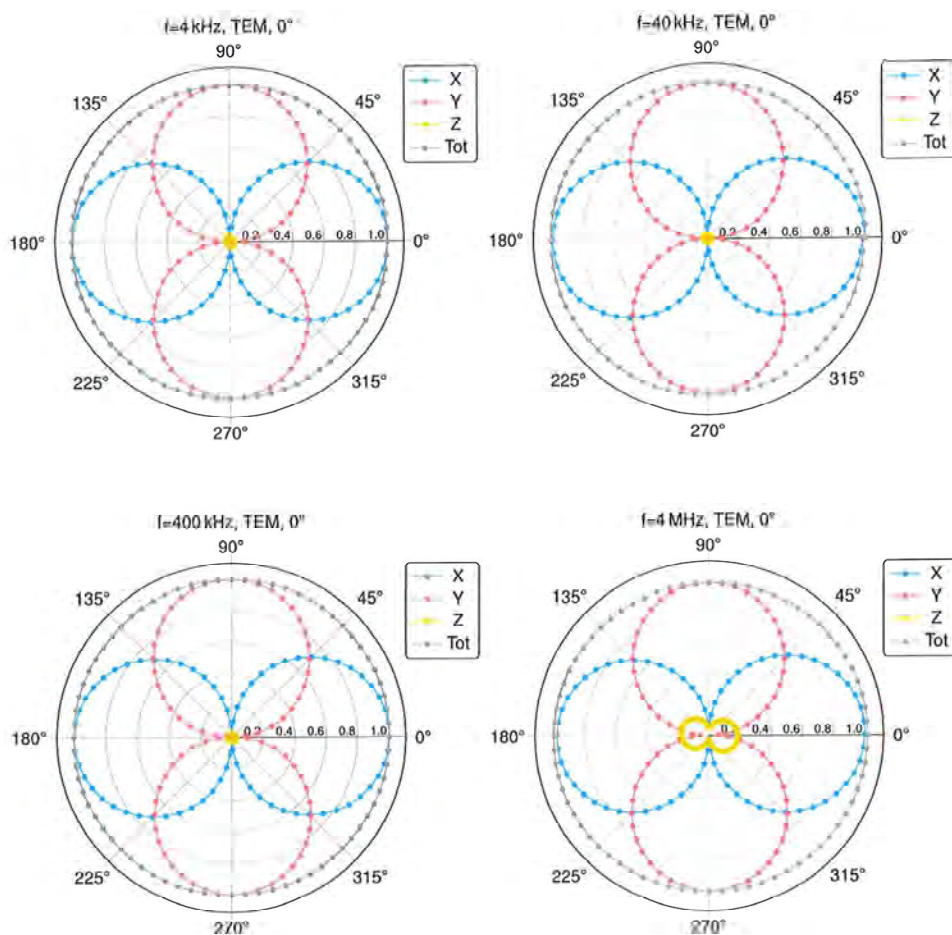 f=4 kHz, TEM, 0°
90°
135°
45°
180°
0.2 0.4 0.6 0.8 1.0
0°
225°
315°
270°
X
Y
Z
Tot
f=40 kHz, TEM, 0°
90°
135°
45°
180°
0.2 0.4 0.6 0.8 1.0
0°
225°
315°
270°
X
Y
Z
Tot
f=400 kHz, TEM, 0°
90°
135°
45°
180°
0.2 0.4 0.6 0.8 1.0
0°
225°
315°
270°
X
Y
Z
Tot
f=4 MHz, TEM, 0°
90°
135°
45°
180°
0.2 0.4 0.6 0.8 1.0
0°
225°
315°
270°
X
Y
Z
Tot